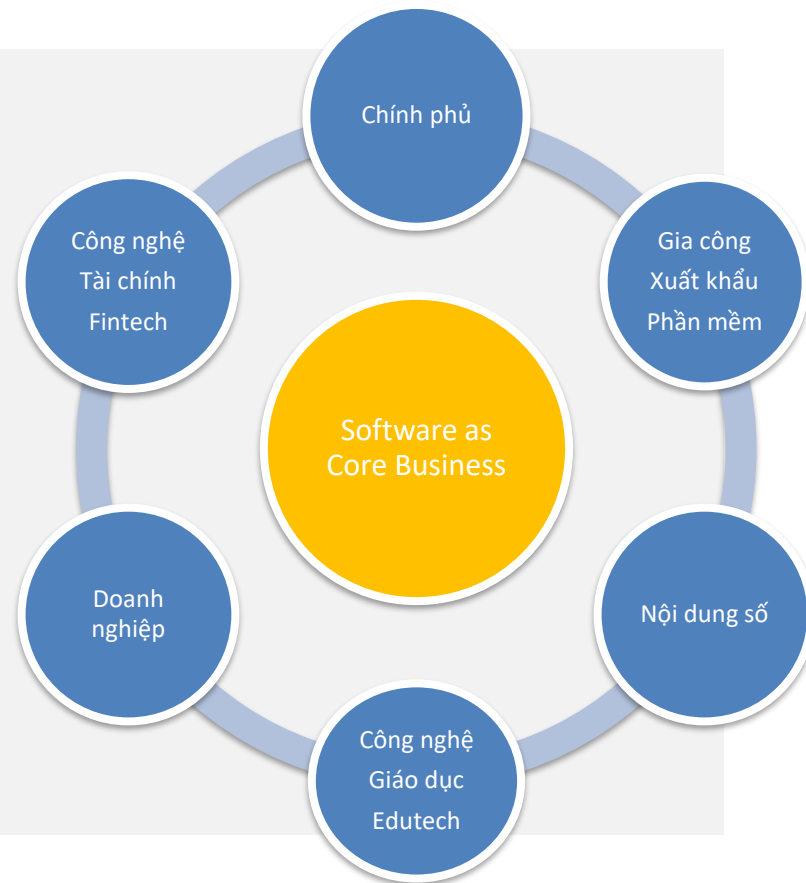 Chính phủ
Công nghệ
Tài chính
Fintech
Gia công
Xuất khẩu
Phần mềm
Software as
Core Business
Doanh
nghiệp
Nội dung số
Công nghệ
Giáo dục
Edutech